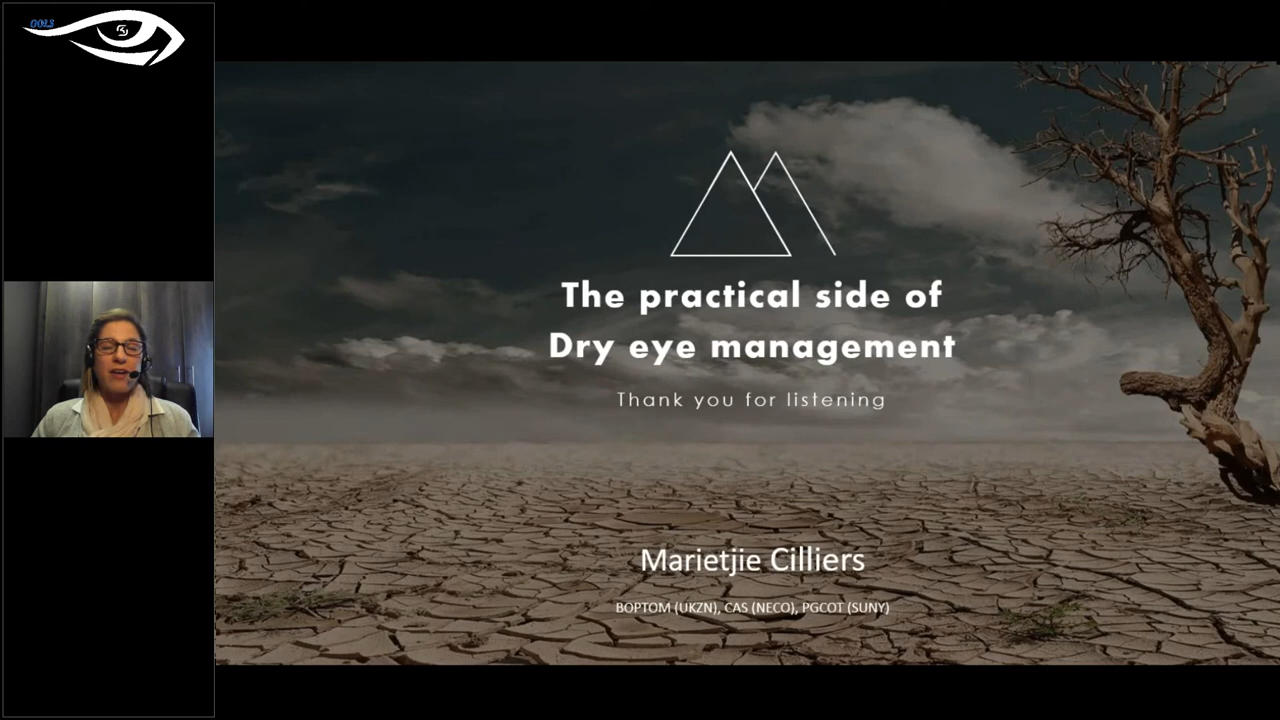 The practical side of
Dry eye management
Thank you for listening
Marietjie Cilliers
BOPTOM (UKZN), CAS (NECO), PGCOT (SUNY)